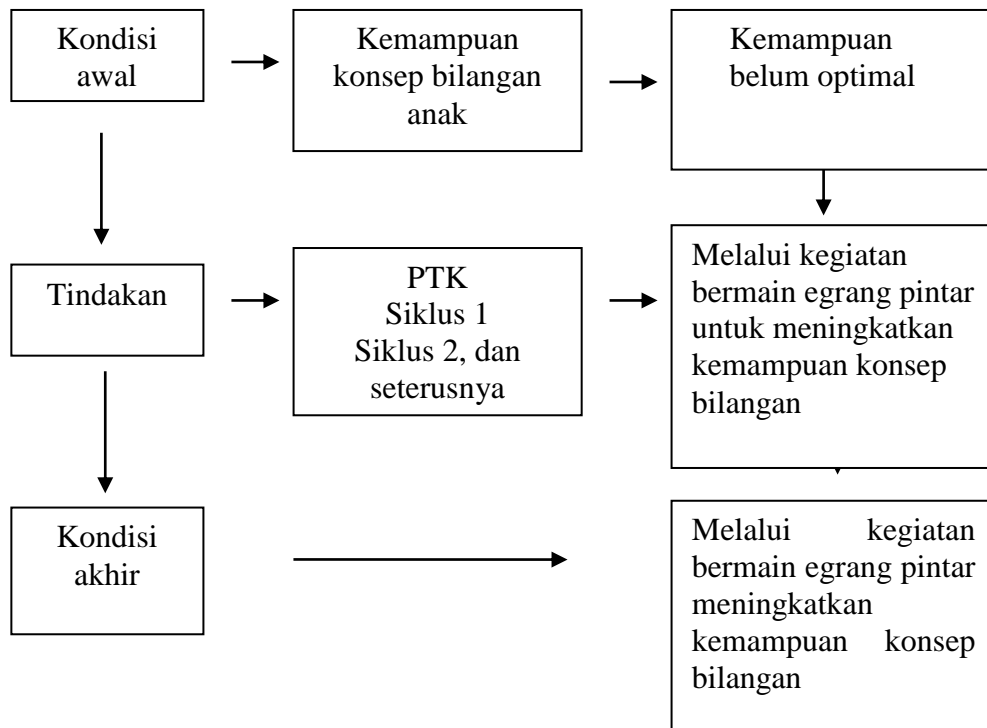 Kondisi
awal
Kemampuan
konsep bilangan
anak
Kemampuan
belum optimal
Tindakan
PTK
Siklus 1
Siklus 2, dan
seterusnya
Melalui kegiatan
bermain egrang pintar
untuk meningkatkan
kemampuan konsep
bilangan
Kondisi
akhir
Melalui kegiatan
bermain egrang pintar
meningkatkan
kemampuan konsep
bilangan